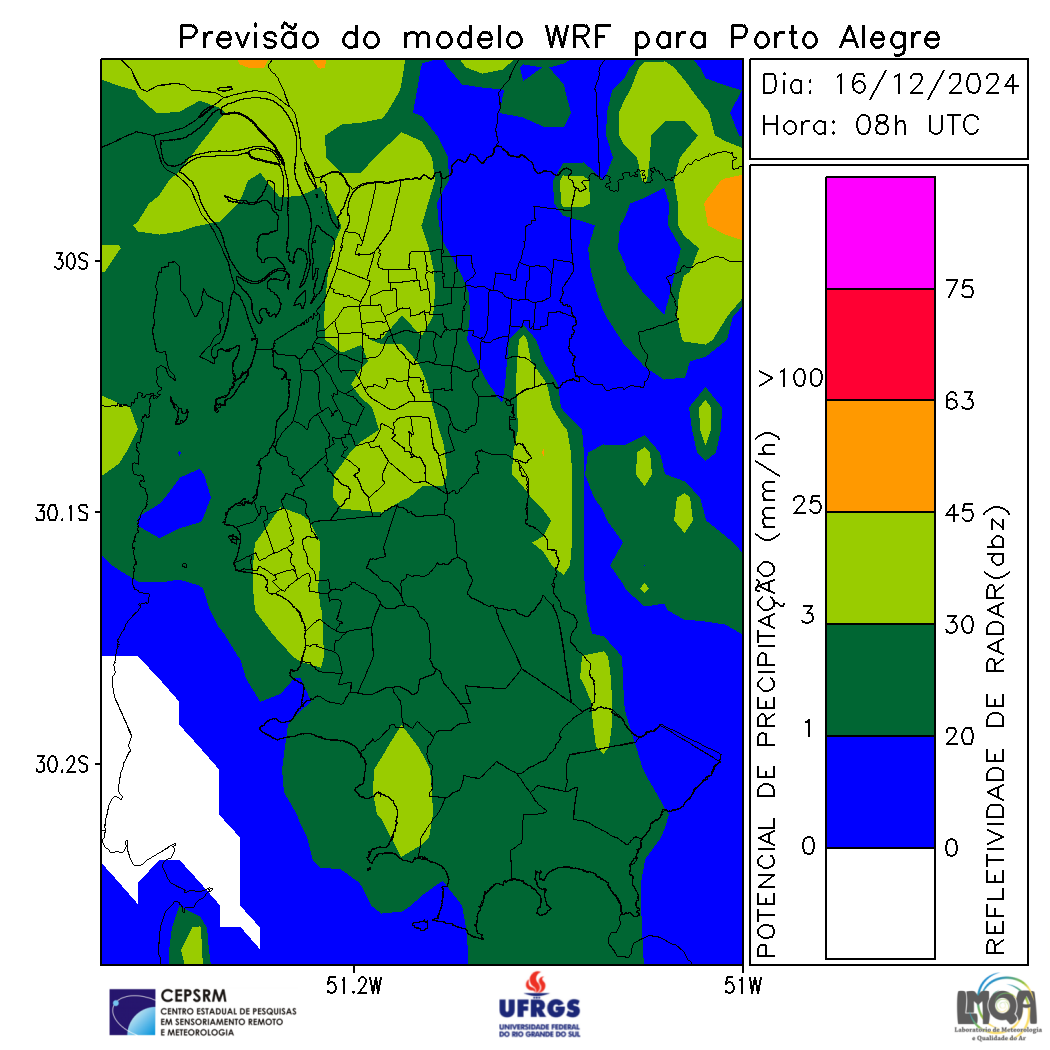 Previsão do modelo WRF para Porto Alegre
Dia: 16/12/2024
Hora: 08h UTC
30S
30.1S
30.2S
51.2W
51W
POTENCIAL DE PRECIPITAÇÃO (mm/h)
>100
25
3
1
0
75
63
45
30
20
0
REFLETIVIDADE DE RADAR(dbz)
CEPSRM
CENTRO ESTADUAL DE PESQUISAS
EM SENSORIAMENTO REMOTO
E METEOROLOGIA
UFRGS
UNIVERSIDADE FEDERAL
DO RIO GRANDE DO SUL
LMQA
Laboratório de Meteorologia
e Qualidade do Ar